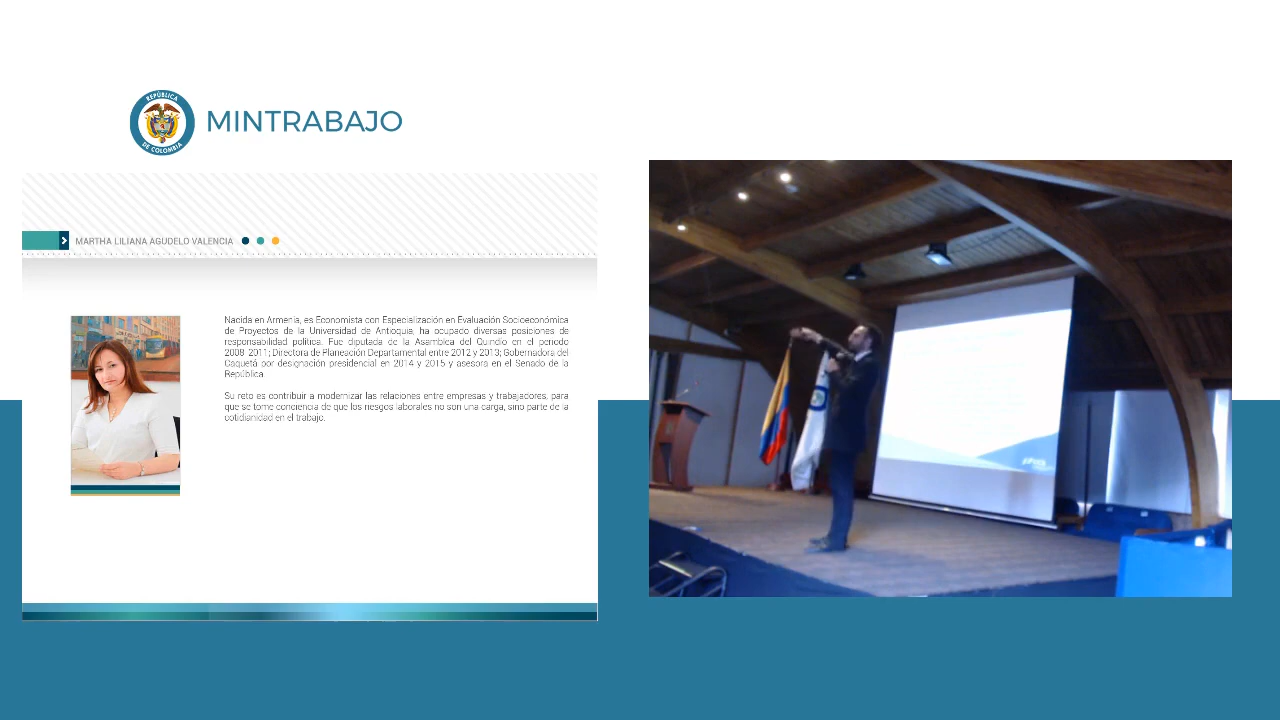 REPÚBLICA
DE COLOMBIA
MINTRABAJO
MARTHA LILIANA AGUDELO VALENCIA
Nacida en Armenia, es Economista con Especialización en Evaluación Socioeconómica
de Proyectos de la Universidad de Antioquia, ha ocupado diversas posiciones de
responsabilidad política. Fue diputada de la Asamblea del Quindío en el periodo
2008-2011; Directora de Planeación Departamental entre 2012 y 2013; Gobernadora del
Caquetá por designación presidencial en 2014 y 2015 y asesora en el Senado de la
República.
Su reto es contribuir a modernizar las relaciones entre empresas y trabajadores, para
que se tome conciencia de que los riesgos laborales no son una carga, sino parte de la
cotidianidad en el trabajo.